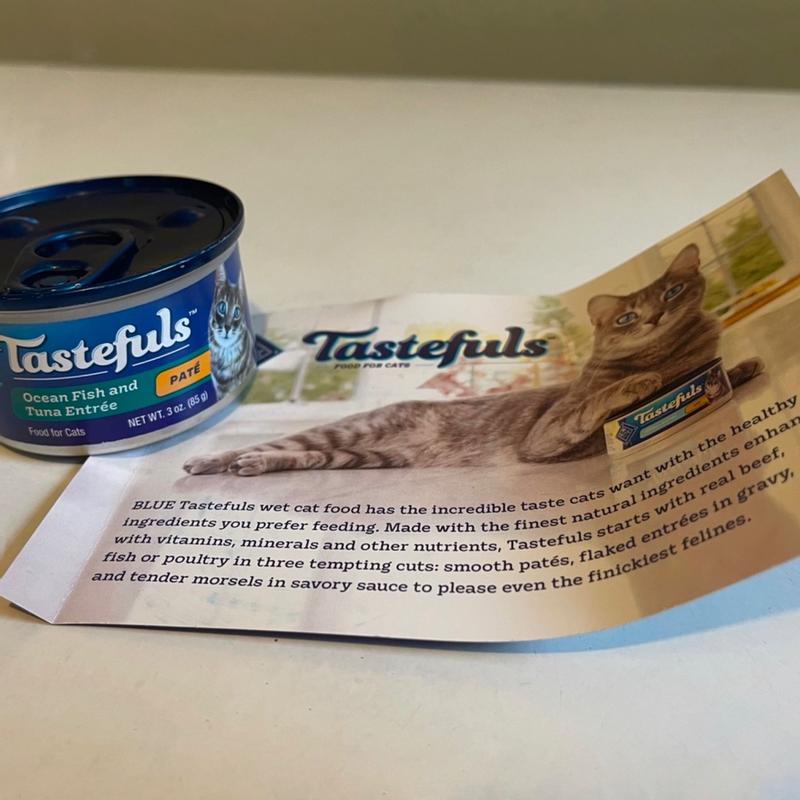 Tastefuls™
Ocean Fish and
Tuna Entrée
PATÉ
NET WT. 3 oz. (85 g)
Food for Cats
Tastefuls™
FOOD FOR CATS
Tastefuls
BLUE Tastefuls wet cat food has the incredible taste cats want with the healthy
ingredients you prefer feeding. Made with the finest natural ingredients enhan
with vitamins, minerals and other nutrients, Tastefuls starts with real beef,
fish or poultry in three tempting cuts: smooth patés, flaked entrées in gravy,
and tender morsels in savory sauce to please even the finickiest felines.